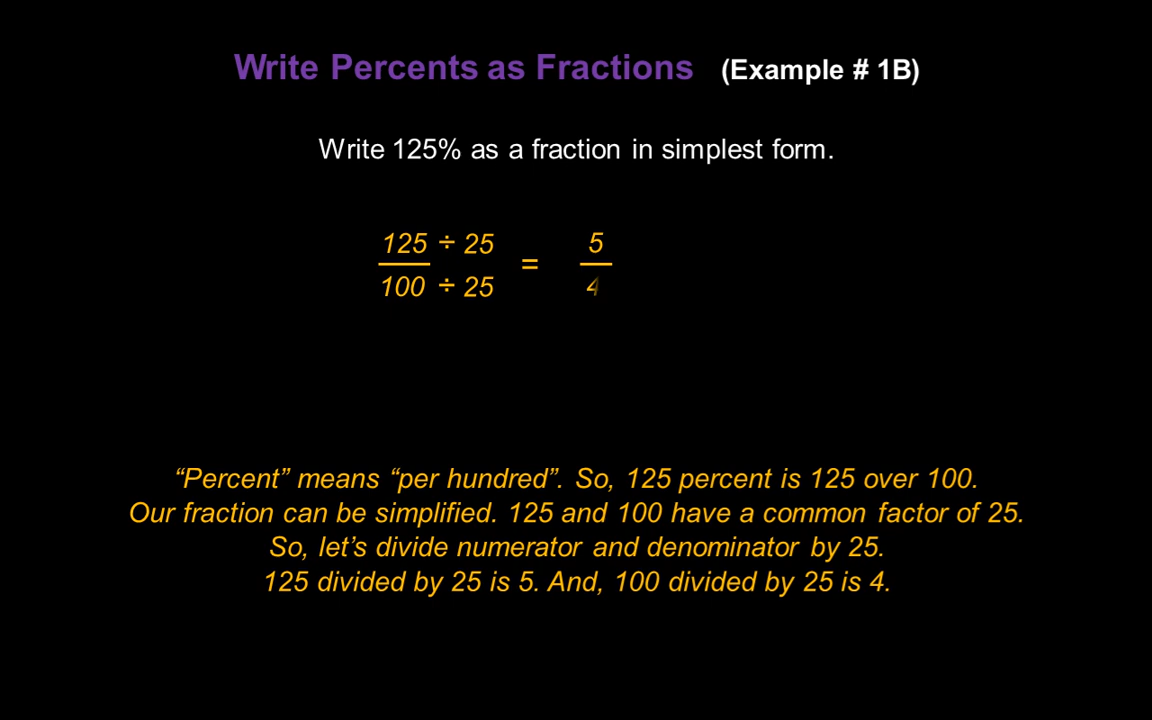 Write Percents as Fractions (Example # 1B)
Write 125% as a fraction in simplest form.
125 ÷ 25 5
=
100 ÷ 25 4
“Percent” means “per hundred”. So, 125 percent is 125 over 100.
Our fraction can be simplified. 125 and 100 have a common factor of 25.
So, let’s divide numerator and denominator by 25.
125 divided by 25 is 5. And, 100 divided by 25 is 4.